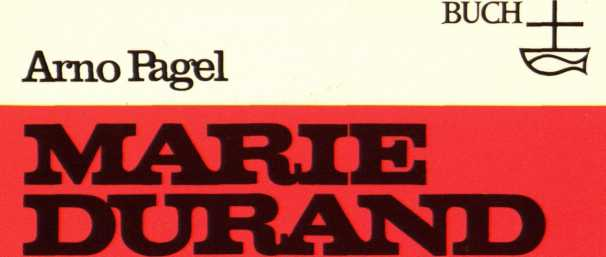 BUCH
Arno Pagel
MARIE
DURAND